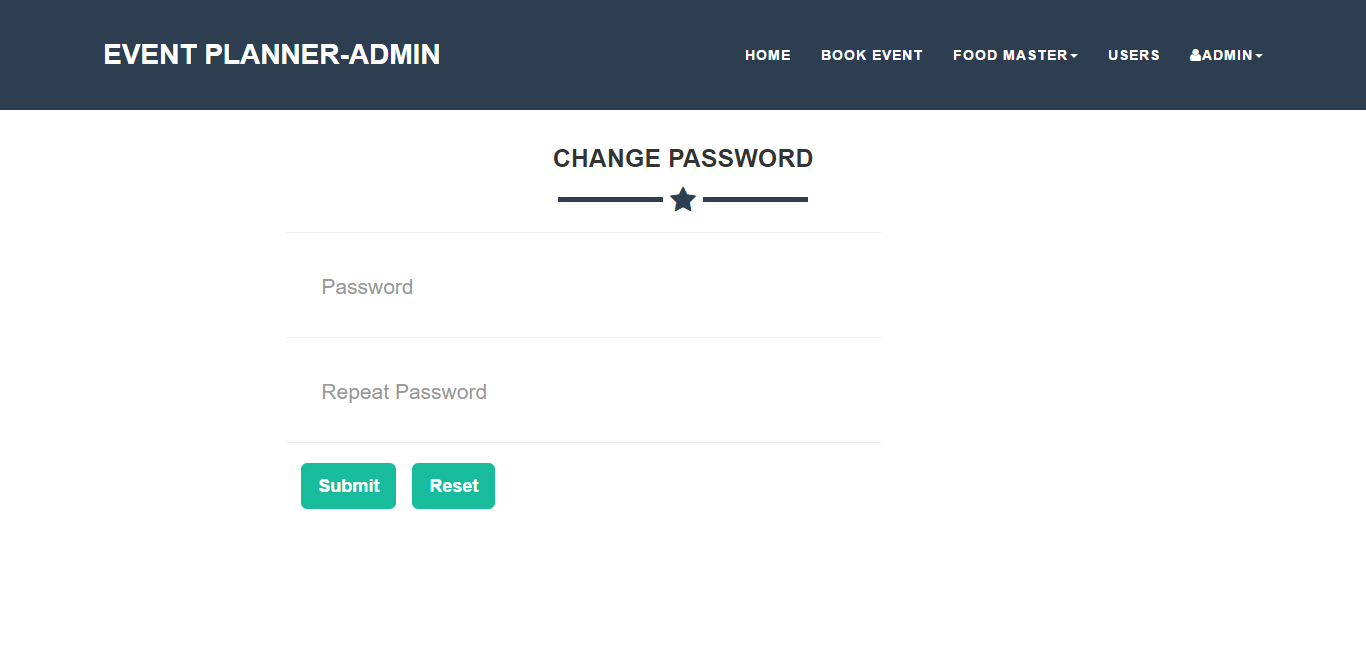 EVENT PLANNER-ADMIN
HOME BOOK EVENT FOOD MASTER USERS ADMIN
CHANGE PASSWORD
Password
Repeat Password
Submit Reset